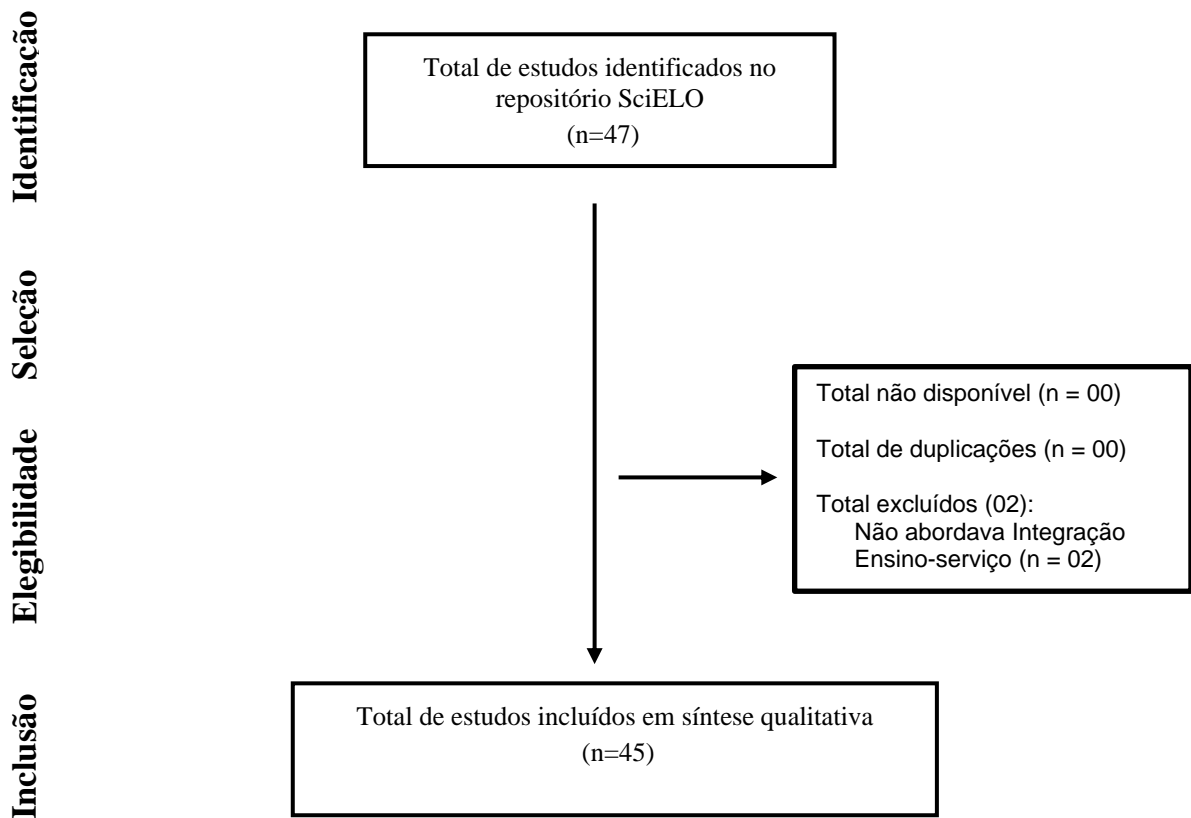 Identificação
Total de estudos identificados no
repositório SciELO
(n=47)
Seleção
Elegibilidade
Total não disponível (n = 00)
Total de duplicações (n = 00)
Total excluídos (02):
Não abordava Integração
Ensino-serviço (n = 02)
Inclusão
Total de estudos incluídos em síntese qualitativa
(n=45)